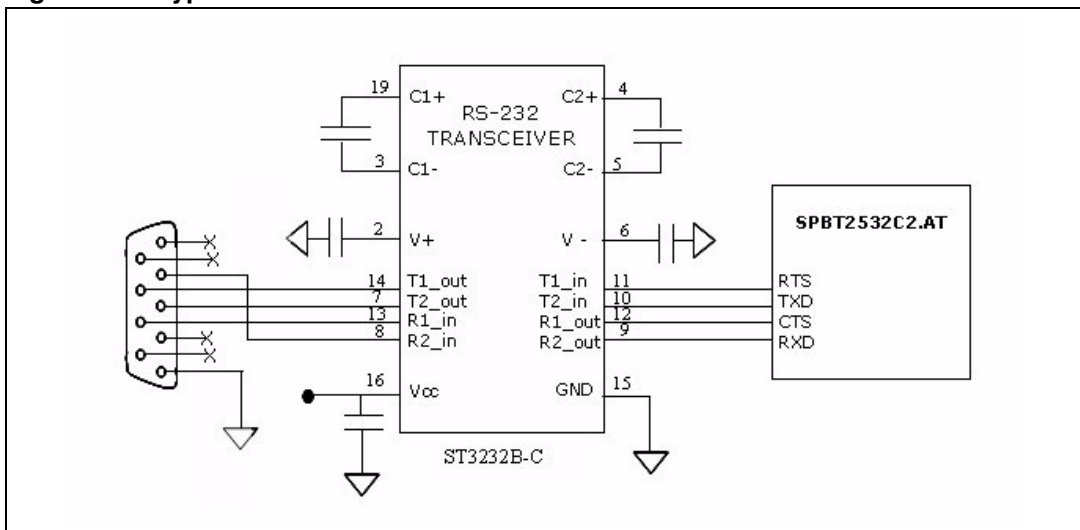 19
C1+
C2+
4
RS-232
TRANSCEIVER
3
C1-
C2-
5
SPBT2532C2.AT
2
V+
V -
6
14
T1_out
T1_in
11
RTS
7
T2_out
T2_in
10
TXD
13
R1_in
R1_out
12
CTS
8
R2_in
R2_out
9
RXD
16
Vcc
GND
15
ST3232B-C